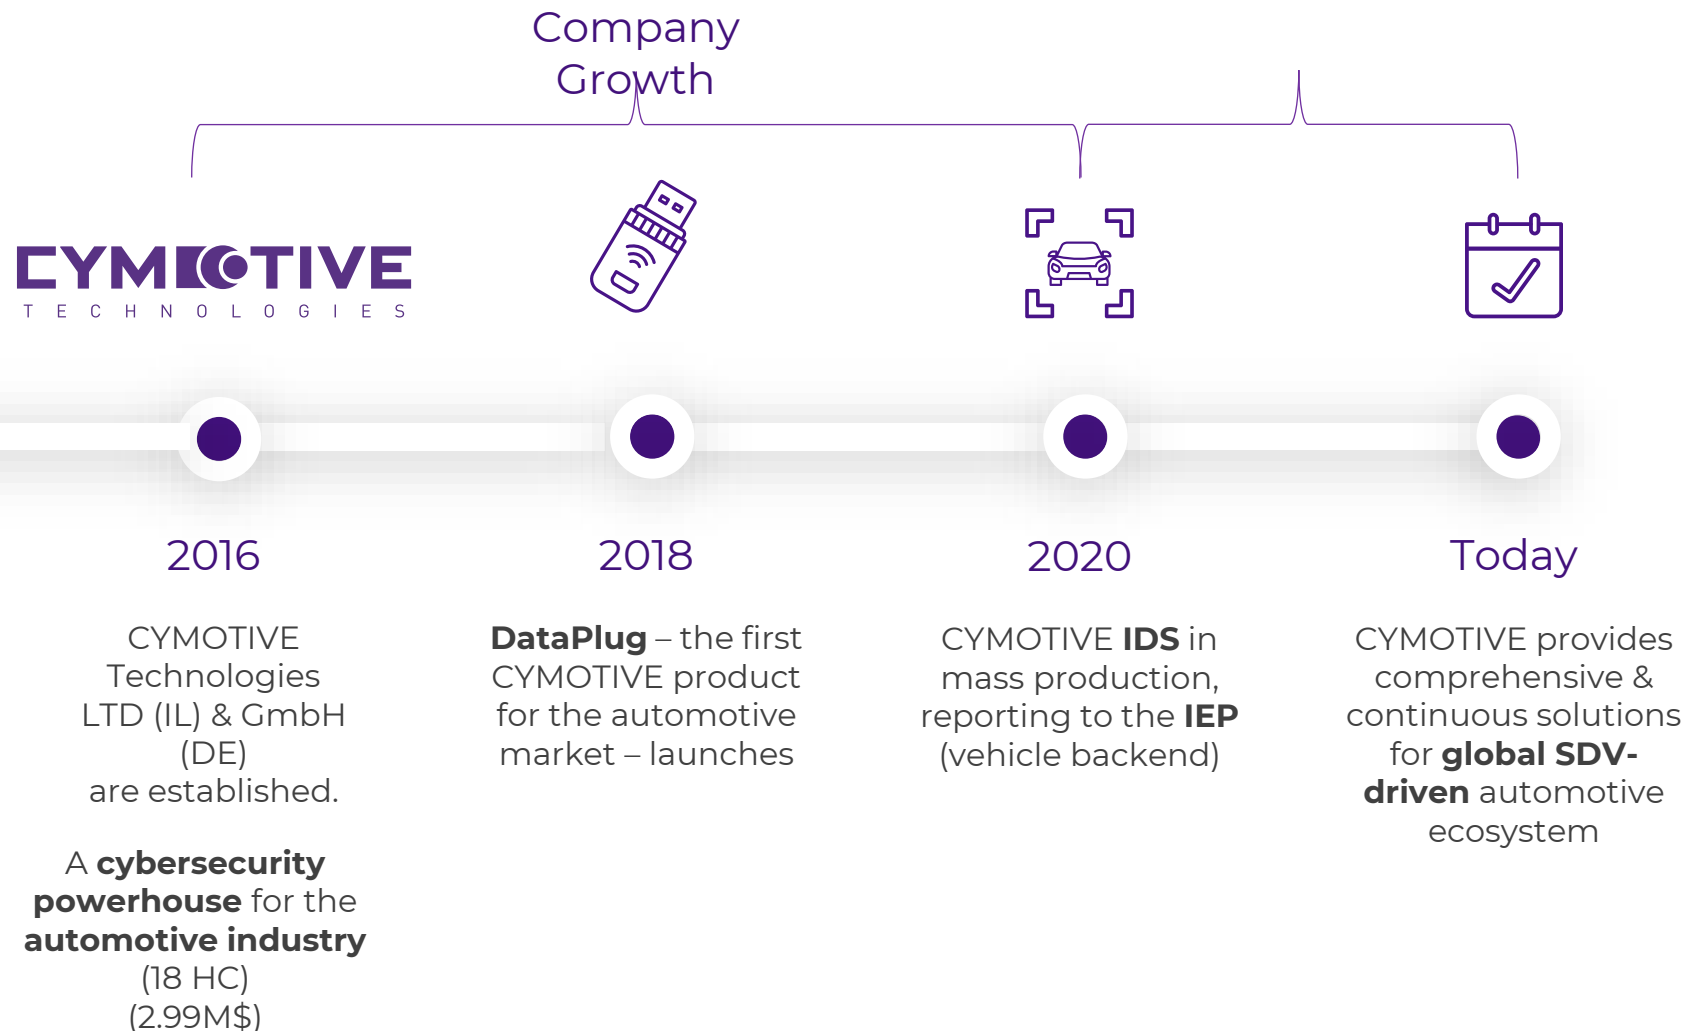 Company
Growth
CYMOTIVE
TECHNOLOGIES
2016
CYMOTIVE
Technologies
LTD (IL) & GmbH
(DE)
are established.
A cybersecurity
powerhouse for the
automotive industry
(18 HC)
(2.99M$)
2018
DataPlug – the first
CYMOTIVE product
for the automotive
market – launches
2020
CYMOTIVE IDS in
mass production,
reporting to the IEP
(vehicle backend)
Today
CYMOTIVE provides
comprehensive &
continuous solutions
for global SDV-
driven automotive
ecosystem